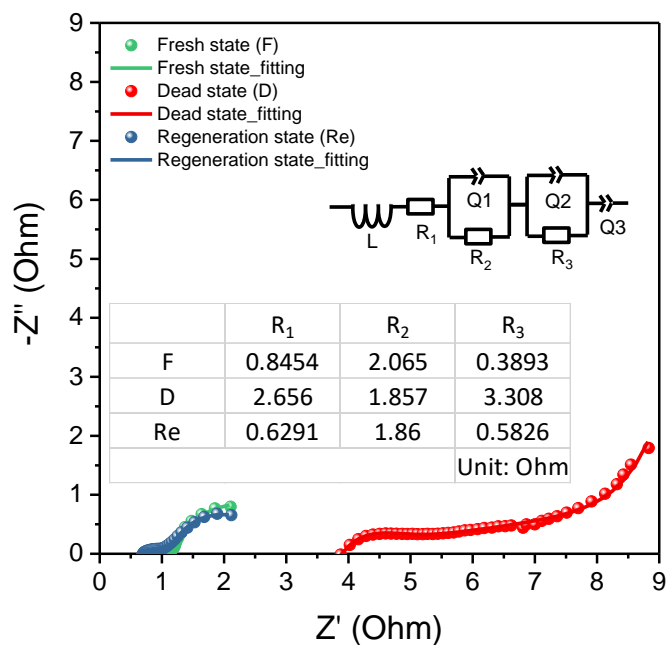 9
8
7
6
5
4
3
2
1
0
-Z'' (Ohm)
Fresh state (F)
Fresh state_fitting
Dead state (D)
Dead state_fitting
Regeneration state (Re)
Regeneration state_fitting
L
R₁
Q1
R₂
Q2
R₃
Q3
R₁ R₂ R₃
F 0.8454 2.065 0.3893
D 2.656 1.857 3.308
Re 0.6291 1.86 0.5826
Unit: Ohm
0 1 2 3 4 5 6 7 8 9
Z' (Ohm)